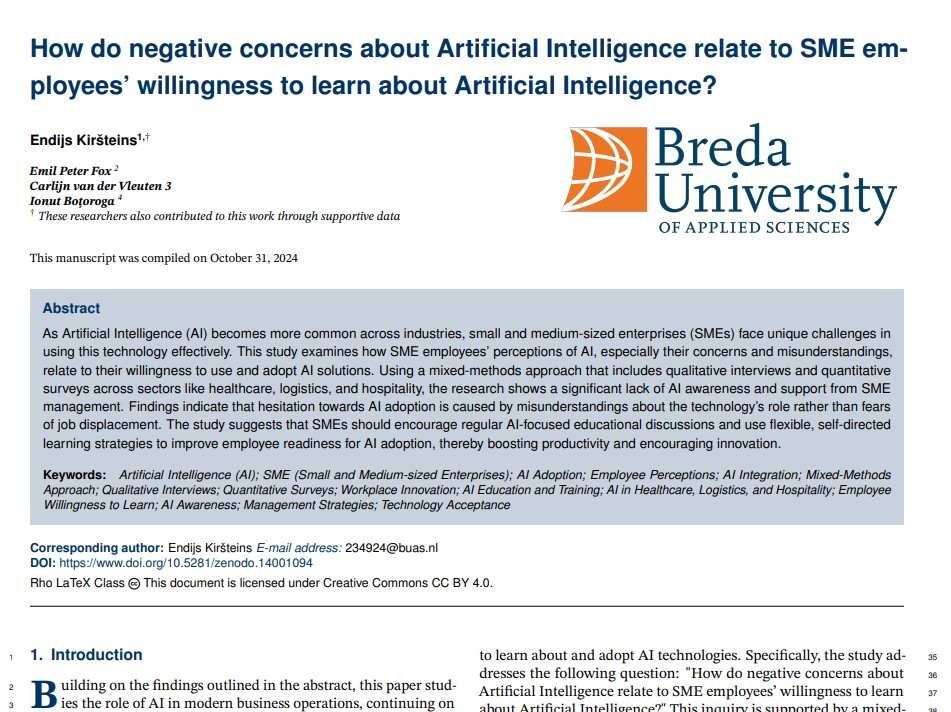 How do negative concerns about Artificial Intelligence relate to SME em-
ployees’ willingness to learn about Artificial Intelligence?
Endijs Kiršteins1,†
Emil Peter Fox 2
Carlijn van der Vleuten 3
Ionut Boțoroga 4
† These researchers also contributed to this work through supportive data
Breda
University
OF APPLIED SCIENCES
This manuscript was compiled on October 31, 2024
Abstract
As Artificial Intelligence (AI) becomes more common across industries, small and medium-sized enterprises (SMEs) face unique challenges in
using this technology effectively. This study examines how SME employees’ perceptions of AI, especially their concerns and misunderstandings,
relate to their willingness to use and adopt AI solutions. Using a mixed-methods approach that includes qualitative interviews and quantitative
surveys across sectors like healthcare, logistics, and hospitality, the research shows a significant lack of AI awareness and support from SME
management. Findings indicate that hesitation towards AI adoption is caused by misunderstandings about the technology’s role rather than fears
of job displacement. The study suggests that SMEs should encourage regular AI-focused educational discussions and use flexible, self-directed
learning strategies to improve employee readiness for AI adoption, thereby boosting productivity and encouraging innovation.
Keywords: Artificial Intelligence (AI); SME (Small and Medium-sized Enterprises); AI Adoption; Employee Perceptions; AI Integration; Mixed-Methods
Approach; Qualitative Interviews; Quantitative Surveys; Workplace Innovation; AI Education and Training; AI in Healthcare, Logistics, and Hospitality; Employee
Willingness to Learn; AI Awareness; Management Strategies; Technology Acceptance
Corresponding author: Endijs Kiršteins E-mail address: 234924@buas.nl
DOI: https://www.doi.org/10.5281/zenodo.14001094
Rho LaTeX Class cc This document is licensed under Creative Commons CC BY 4.0.
1 1. Introduction
2 Building on the findings outlined in the abstract, this paper stud-
3 ies the role of AI in modern business operations, continuing on
to learn about and adopt AI technologies. Specifically, the study ad- 35
dresses the following question: "How do negative concerns about 36
Artificial Intelligence relate to SME employees’ willingness to learn 37
about Artificial Intelligence?" This inquiry is supported by a mixed- 38